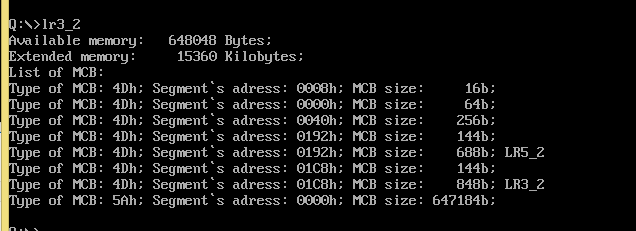 Q:\>lr3_2
Available memory:   648048 Bytes;
Extended memory:     15360 Kilobytes;
List of MCB:
Type of MCB: 4Dh; Segment`s adress: 0008h; MCB size:     16b;
Type of MCB: 4Dh; Segment`s adress: 0000h; MCB size:     64b;
Type of MCB: 4Dh; Segment`s adress: 0040h; MCB size:    256b;
Type of MCB: 4Dh; Segment`s adress: 0192h; MCB size:    144b;
Type of MCB: 4Dh; Segment`s adress: 0192h; MCB size:    688b; LR5_2
Type of MCB: 4Dh; Segment`s adress: 01C8h; MCB size:    144b;
Type of MCB: 4Dh; Segment`s adress: 01C8h; MCB size:    848b; LR3_2
Type of MCB: 5Ah; Segment`s adress: 0000h; MCB size: 647184b;
Q:\>